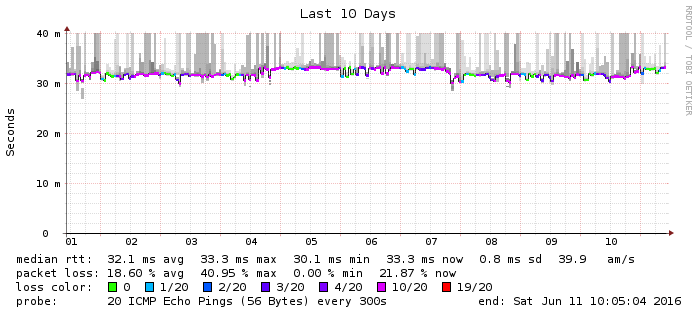 Last 10 Days
RRDTOOL / TOBI OETIKER
Seconds
40 m
30 m
20 m
10 m
0
01 02 03 04 05 06 07 08 09 10
median rtt: 32.1 ms avg 33.3 ms max 30.1 ms min 33.3 ms now 0.8 ms sd 39.9 am/s
packet loss: 18.60 % avg 40.95 % max 0.00 % min 21.87 % now
loss color: 0 1/20 2/20 3/20 4/20 10/20 19/20
probe: 20 ICMP Echo Pings (56 Bytes) every 300s end: Sat Jun 11 10:05:04 2016